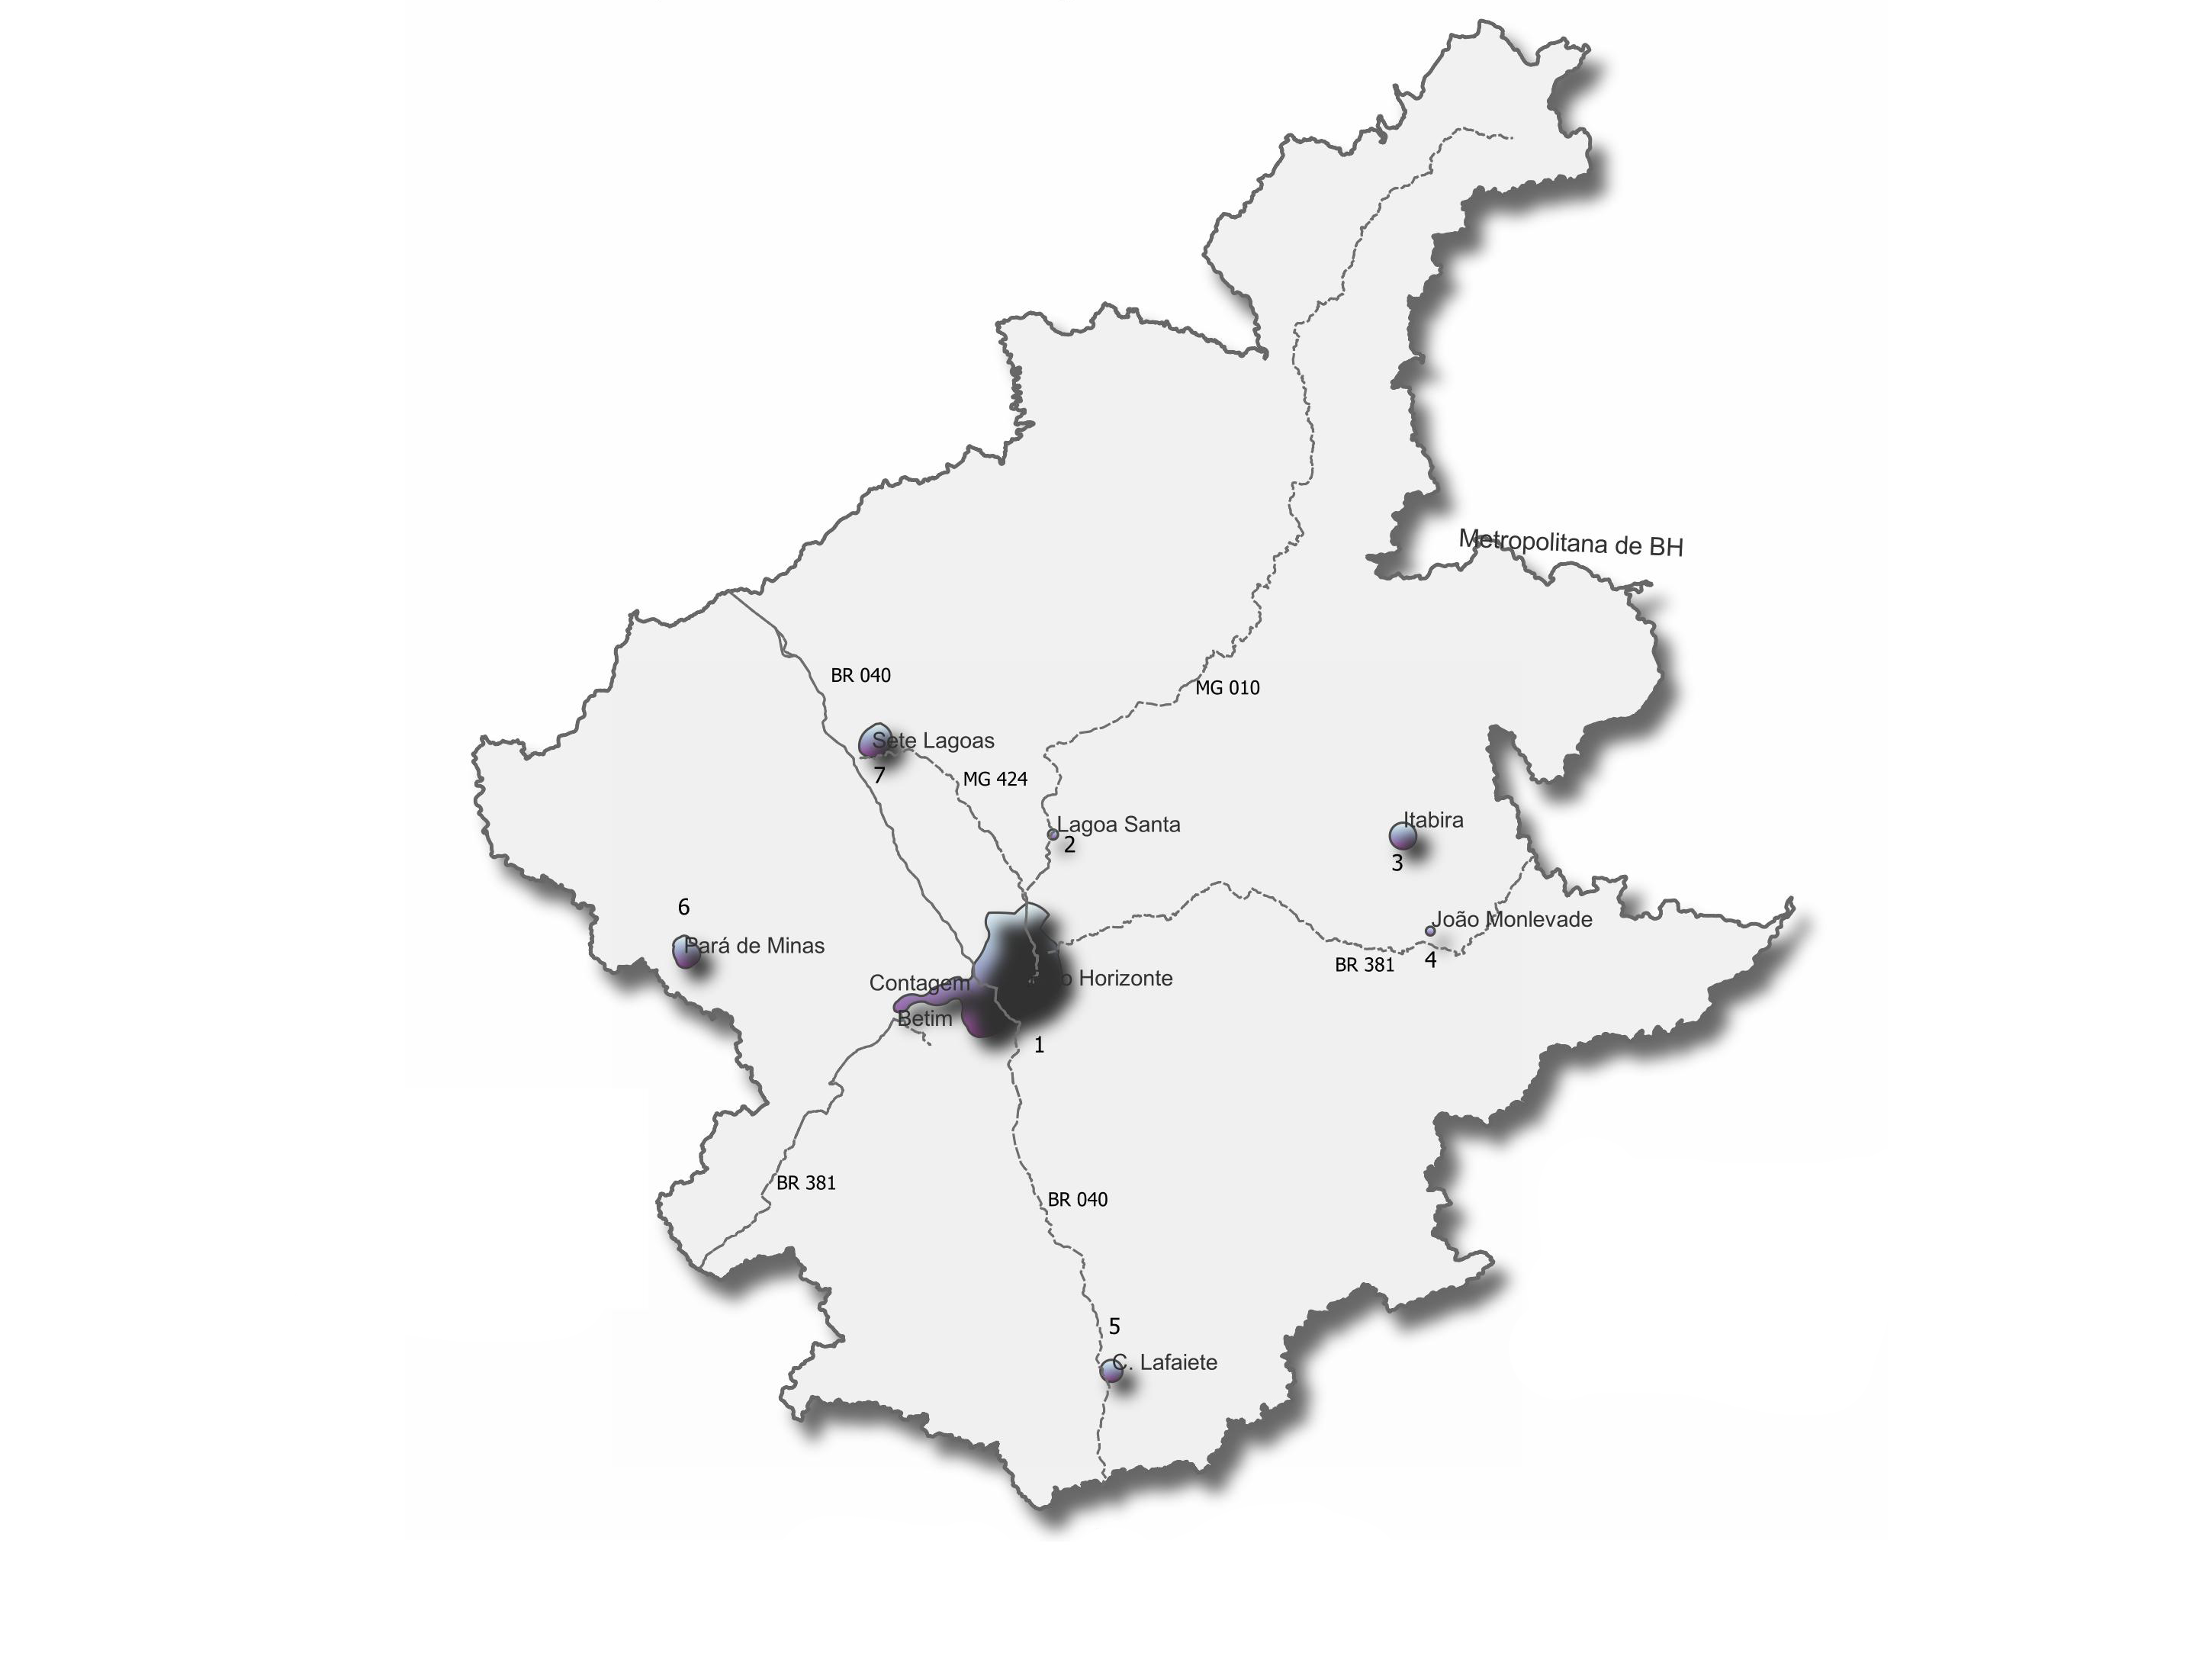 Metropolitana de BH
BR 040
MG 010
Sete Lagoas
7
MG 424
Lagoa Santa
2
Itabira
3
6
Pará de Minas
João Monlevade
4
BR 381
Contagem
Horizonte
Betim
1
BR 381
BR 040
5
C. Lafaiete